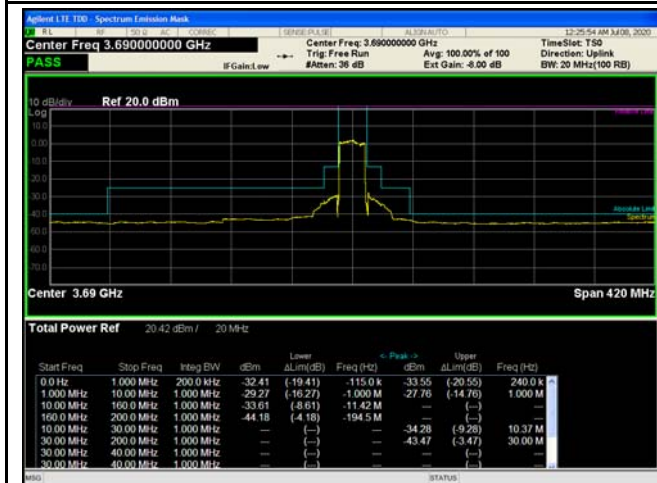 Agilent LTE TDD - Spectrum Emission Mask
RL RF 50 Ω AC CORREC SENSE:PULSE ALIGN AUTO 12:25:54 AM Jul 08, 2020
Center Freq 3.690000000 GHz Center Freq: 3.690000000 GHz TimeSlot: TS0
Trig: Free Run Avg: 100.00% of 100 Direction: Uplink
PASS IFGain:Low #Atten: 36 dB Ext Gain: -8.00 dB BW: 20 MHz(100 RB)
10 dB/div Ref 20.0 dBm
Log
10.0
0.00
10.0
20.0
30.0
40.0
Absolute Limit
Spectrum
60.0
70.0
Center 3.69 GHz Span 420 MHz
Total Power Ref 20.42 dBm / 20 MHz
Lower <- Peak -> Upper
Start Freq Stop Freq Integ BW dBm ΔLim(dB) Freq (Hz) dBm ΔLim(dB) Freq (Hz)
0.0 Hz 1.000 MHz 200.0 kHz -32.41 (-19.41) -115.0 k -33.55 (-20.55) 240.0 k
1.000 MHz 10.00 MHz 1.000 MHz -29.27 (-16.27) -1.000 M -27.76 (-14.76) 1.000 M
10.00 MHz 160.0 MHz 1.000 MHz -33.61 (-8.61) -11.42 M --- (---)
160.0 MHz 200.0 MHz 1.000 MHz -44.18 (-4.18) -194.5 M --- (---)
10.00 MHz 30.00 MHz 1.000 MHz --- (---) -34.28 (-9.28) 10.37 M
30.00 MHz 200.0 MHz 1.000 MHz --- (---) -43.47 (-3.47) 30.00 M
30.00 MHz 40.00 MHz 1.000 MHz --- (---) --- (---)
30.00 MHz 40.00 MHz 1.000 MHz --- (---) --- (---)
MSG STATUS